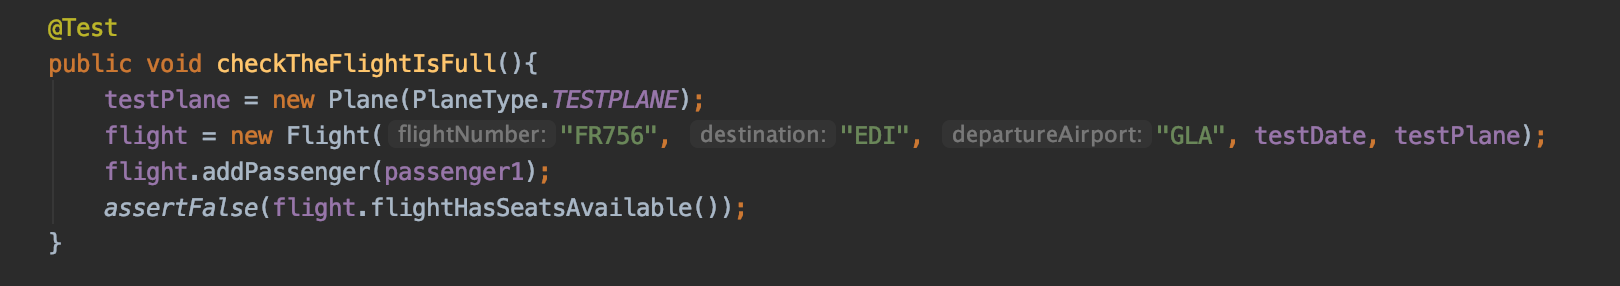 @Test
public void checkTheFlightIsFull(){
testPlane = new Plane(PlaneType.TESTPLANE);
flight = new Flight( flightNumber: "FR756", destination: "EDI", departureAirport: "GLA", testDate, testPlane);
flight.addPassenger(passenger1);
assertFalse(flight.flightHasSeatsAvailable());
}